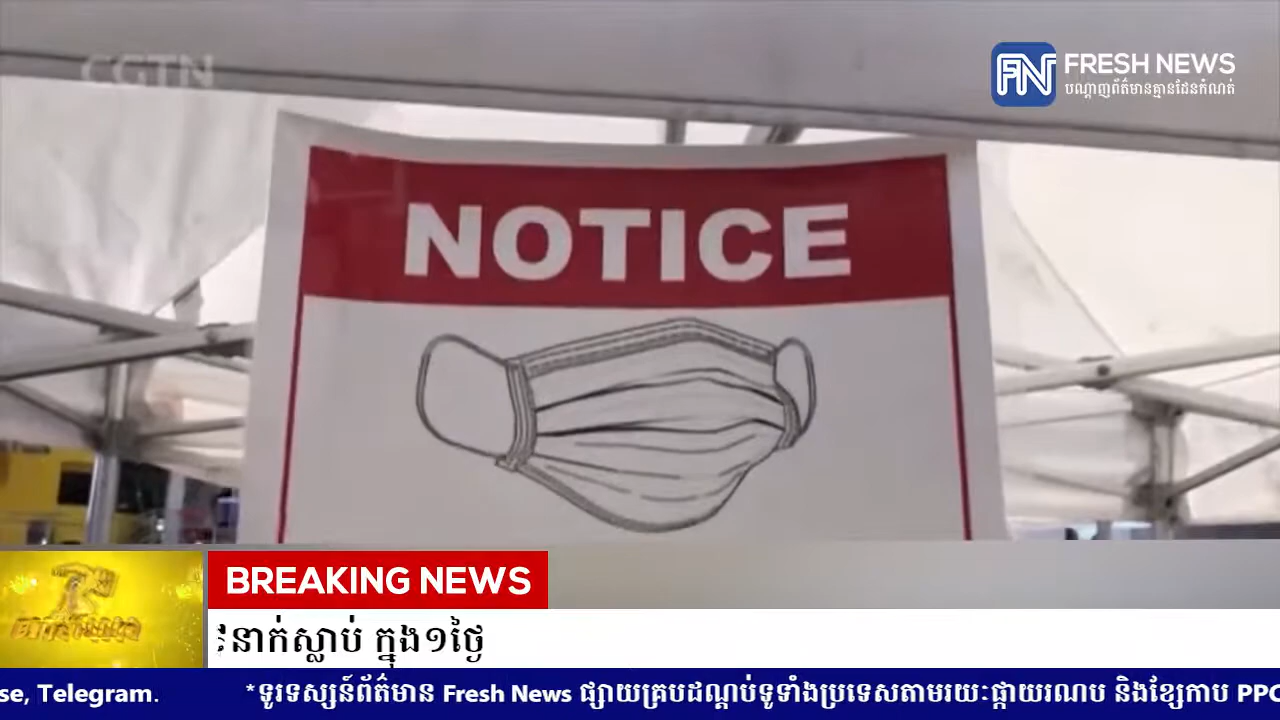 CGTN
FRESH NEWS
បណ្ដាញព័ត៌មានគ្មានដែនកំណត់
NOTICE
BREAKING NEWS
នាក់ស្លាប់ ក្នុង១ថ្ងៃ
se, Telegram.
*ទូរទស្សន៍ព័ត៌មាន Fresh News ផ្សាយគ្របដណ្តប់ទូទាំងប្រទេសតាមរយៈផ្កាយរណប និងខ្សែកាប PPC